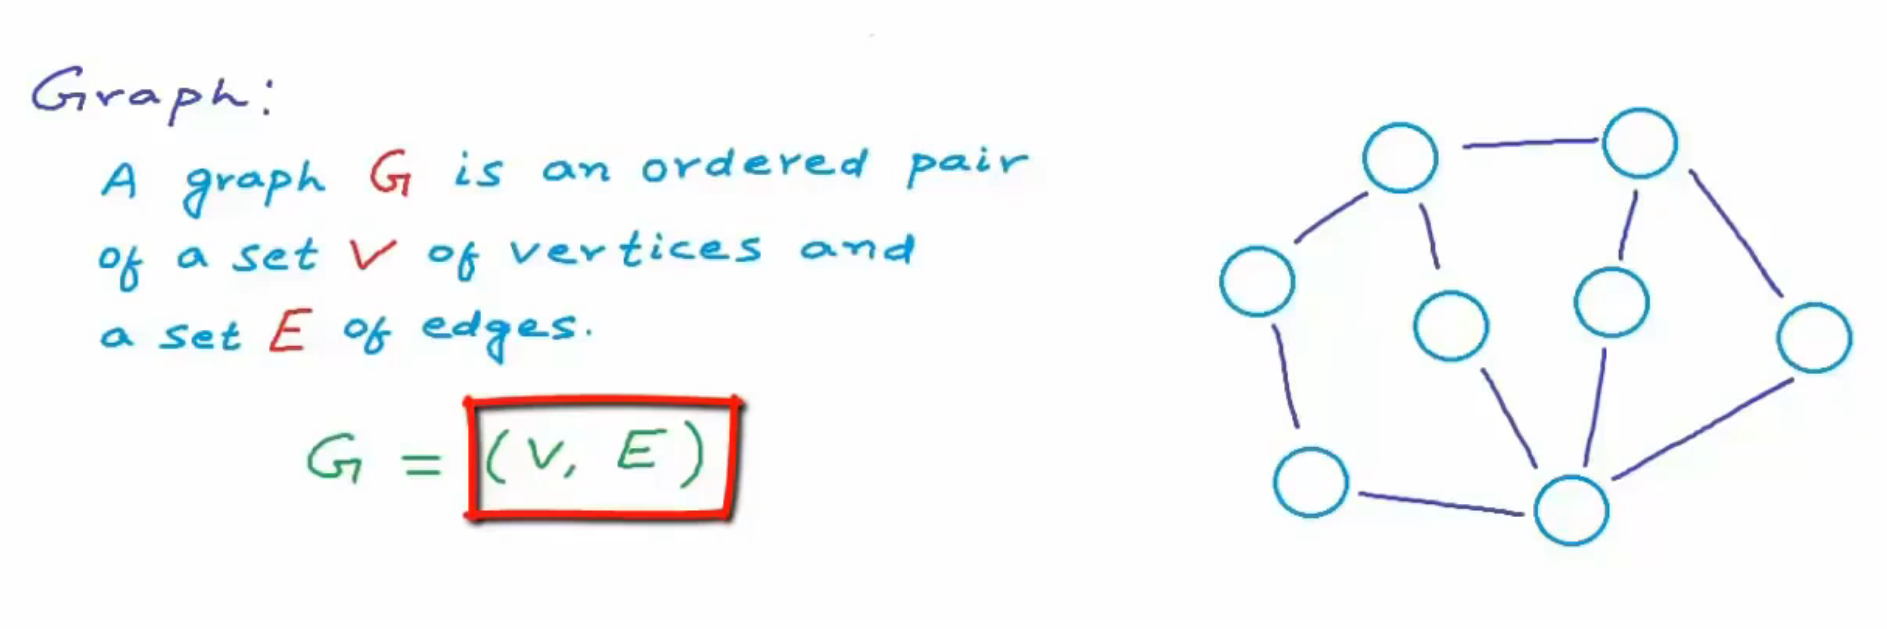 Graph:
A graph G is an ordered pair
of a set V of vertices and
a set E of edges.
G = (V, E)